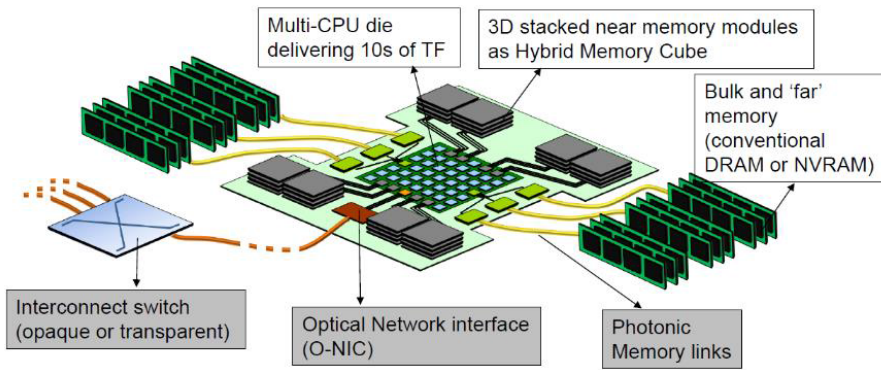 Multi-CPU die
delivering 10s of TF
3D stacked near memory modules
as Hybrid Memory Cube
Bulk and ‘far’
memory
(conventional
DRAM or NVRAM)
Interconnect switch
(opaque or transparent)
Optical Network interface
(O-NIC)
Photonic
Memory links